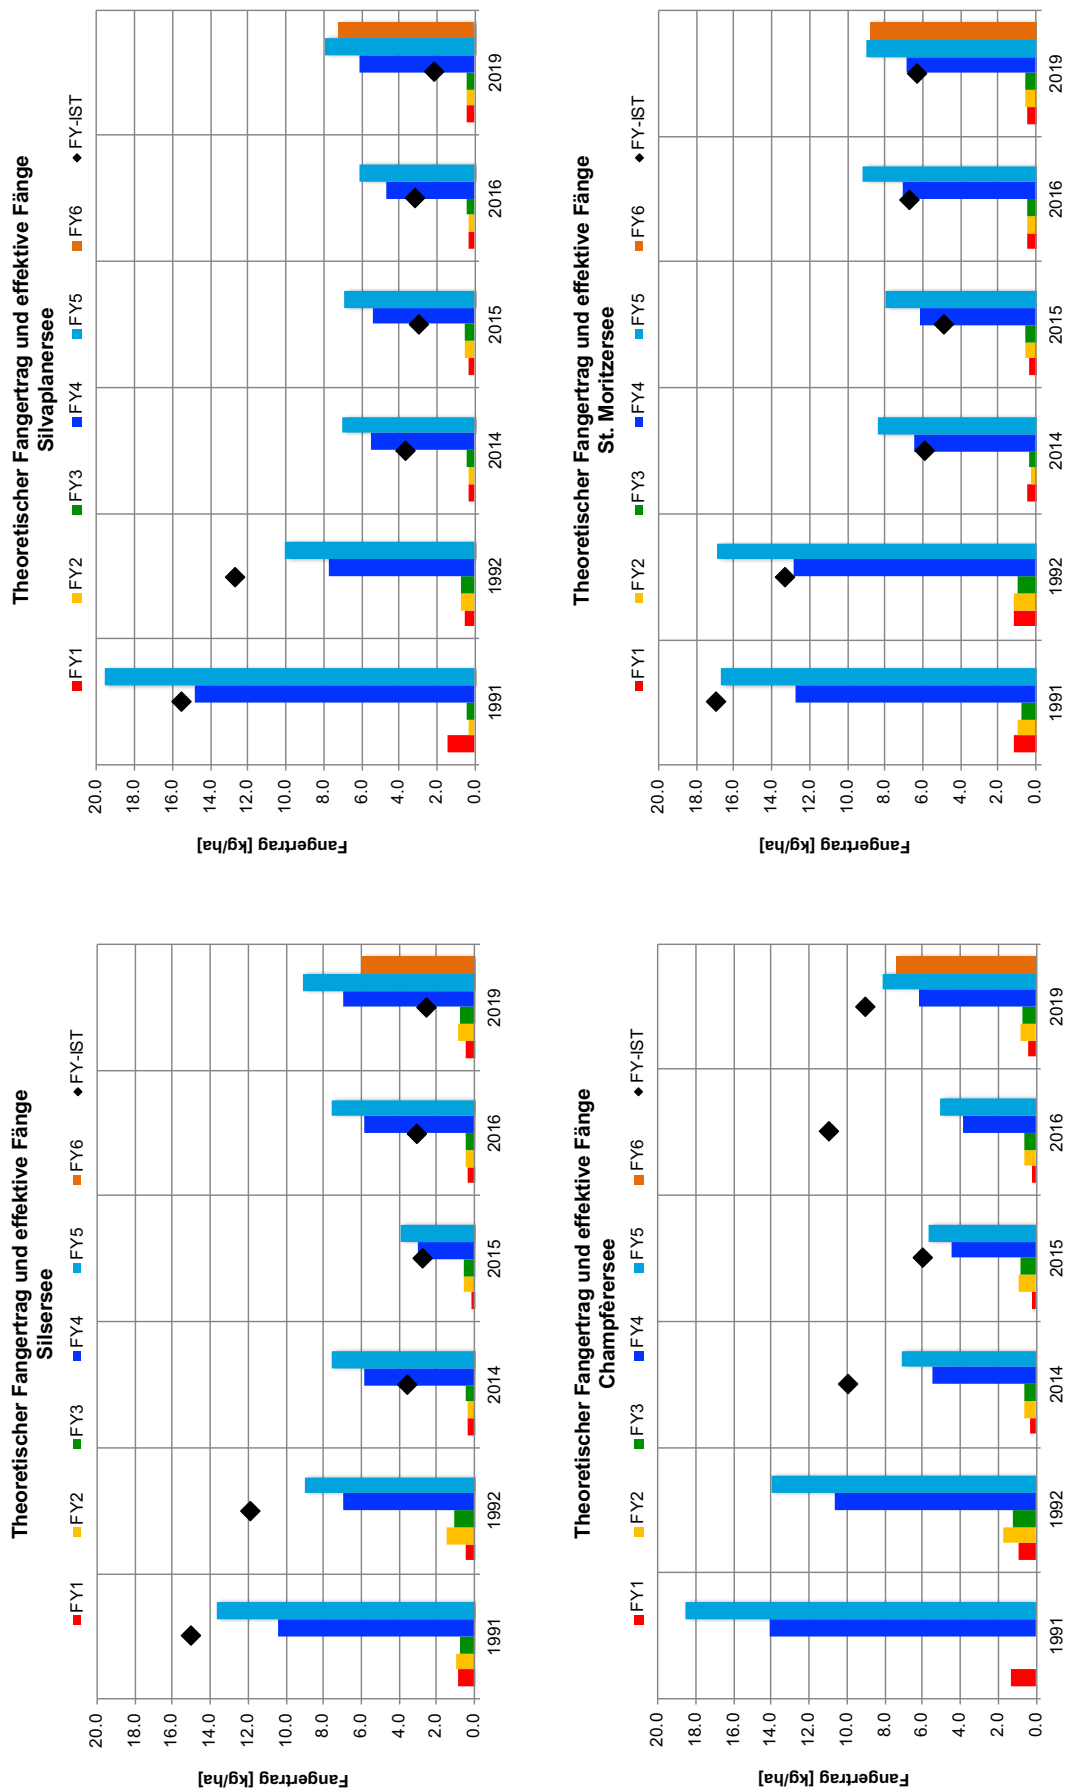 Theoretischer Fangertrag und effektive Fänge
Silsersee
FY1 FY2 FY3 FY4 FY5 FY6 FY-IST
Fangertrag [kg/ha]
20.0
18.0
16.0
14.0
12.0
10.0
8.0
6.0
4.0
2.0
0.0
1991 1992 2014 2015 2016 2019
Theoretischer Fangertrag und effektive Fänge
Silvaplanersee
FY1 FY2 FY3 FY4 FY5 FY6 FY-IST
Fangertrag [kg/ha]
20.0
18.0
16.0
14.0
12.0
10.0
8.0
6.0
4.0
2.0
0.0
1991 1992 2014 2015 2016 2019
Theoretischer Fangertrag und effektive Fänge
Champfèrersee
FY1 FY2 FY3 FY4 FY5 FY6 FY-IST
Fangertrag [kg/ha]
20.0
18.0
16.0
14.0
12.0
10.0
8.0
6.0
4.0
2.0
0.0
1991 1992 2014 2015 2016 2019
Theoretischer Fangertrag und effektive Fänge
St. Moritzersee
FY1 FY2 FY3 FY4 FY5 FY6 FY-IST
Fangertrag [kg/ha]
20.0
18.0
16.0
14.0
12.0
10.0
8.0
6.0
4.0
2.0
0.0
1991 1992 2014 2015 2016 2019